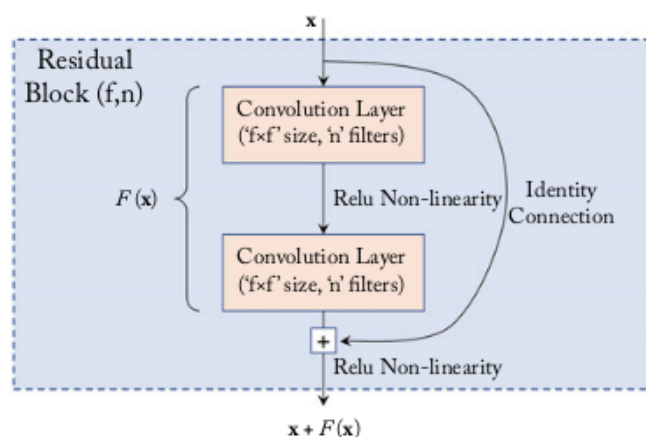 x
Residual
Block (f,n)
Convolution Layer
('f×f' size, 'n' filters)
F(x)
Relu Non-linearity
Identity
Connection
Convolution Layer
('f×f' size, 'n' filters)
+
Relu Non-linearity
x + F(x)